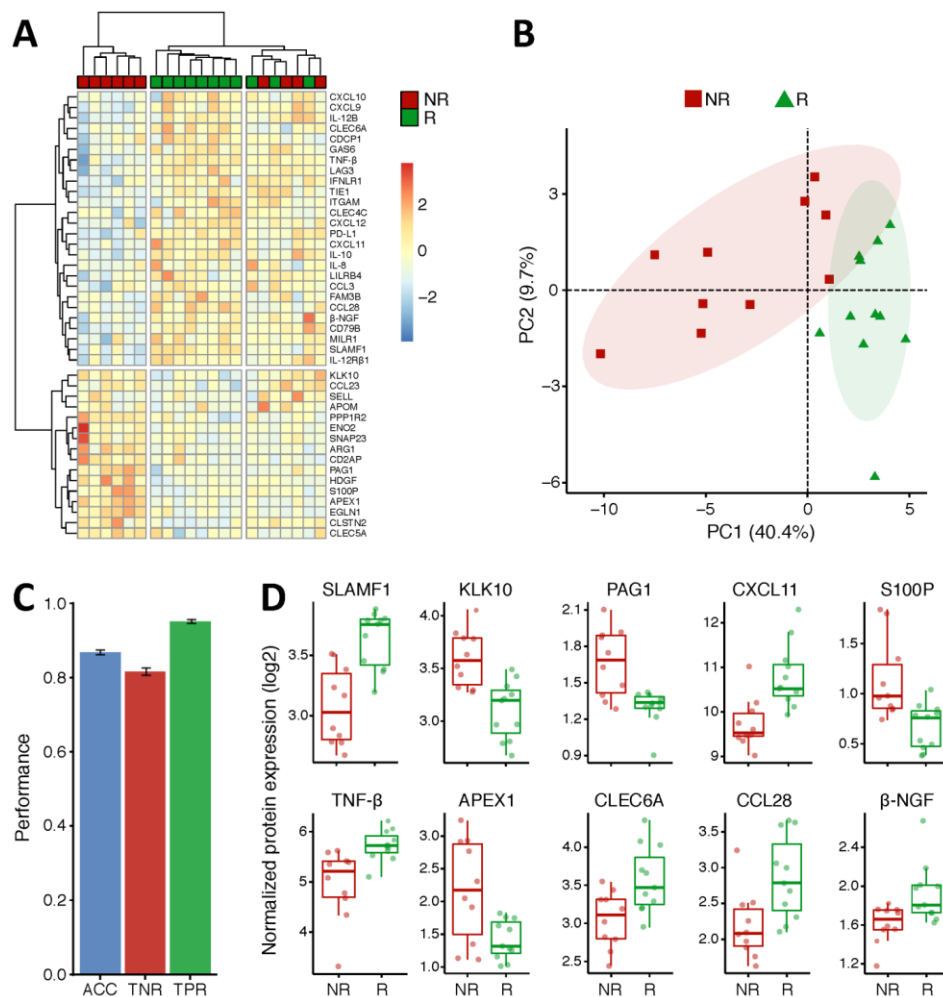 A
NR
R
CXCL10
CXCL9
IL-12B
CLEC6A
CDCP1
GAS6
TNF-β
LAG3
IFNLR1
TIE1
ITGAM
CLEC4C
CXCL12
PD-L1
CXCL11
IL-10
IL-8
LILRB4
CCL3
FAM3B
CCL28
β-NGF
CD79B
MILR1
SLAMF1
IL-12Rβ1
KLK10
CCL23
SELL
APOM
PPP1R2
ENO2
SNAP23
ARG1
CD2AP
PAG1
HDGF
S100P
APEX1
EGLN1
CLSTN2
CLEC5A
2
0
−2
B
NR R
PC2 (9.7%)
3
0
−3
−6
−10 −5 0 5
PC1 (40.4%)
C
Performance
1.0
0.8
0.6
0.4
0.2
0.0
ACC TNR TPR
D
Normalized protein expression (log2)
SLAMF1 KLK10 PAG1 CXCL11 S100P
3.5
3.0
4.0
3.5
3.0
2.1
1.8
1.5
1.2
0.9
12
11
10
9
1.5
1.0
0.5
TNF-β APEX1 CLEC6A CCL28 β-NGF
6
5
4
3.0
2.5
2.0
1.5
1.0
4.5
4.0
3.5
3.0
2.5
3.5
3.0
2.5
2.0
2.4
2.0
1.6
1.2
NR R NR R NR R NR R NR R